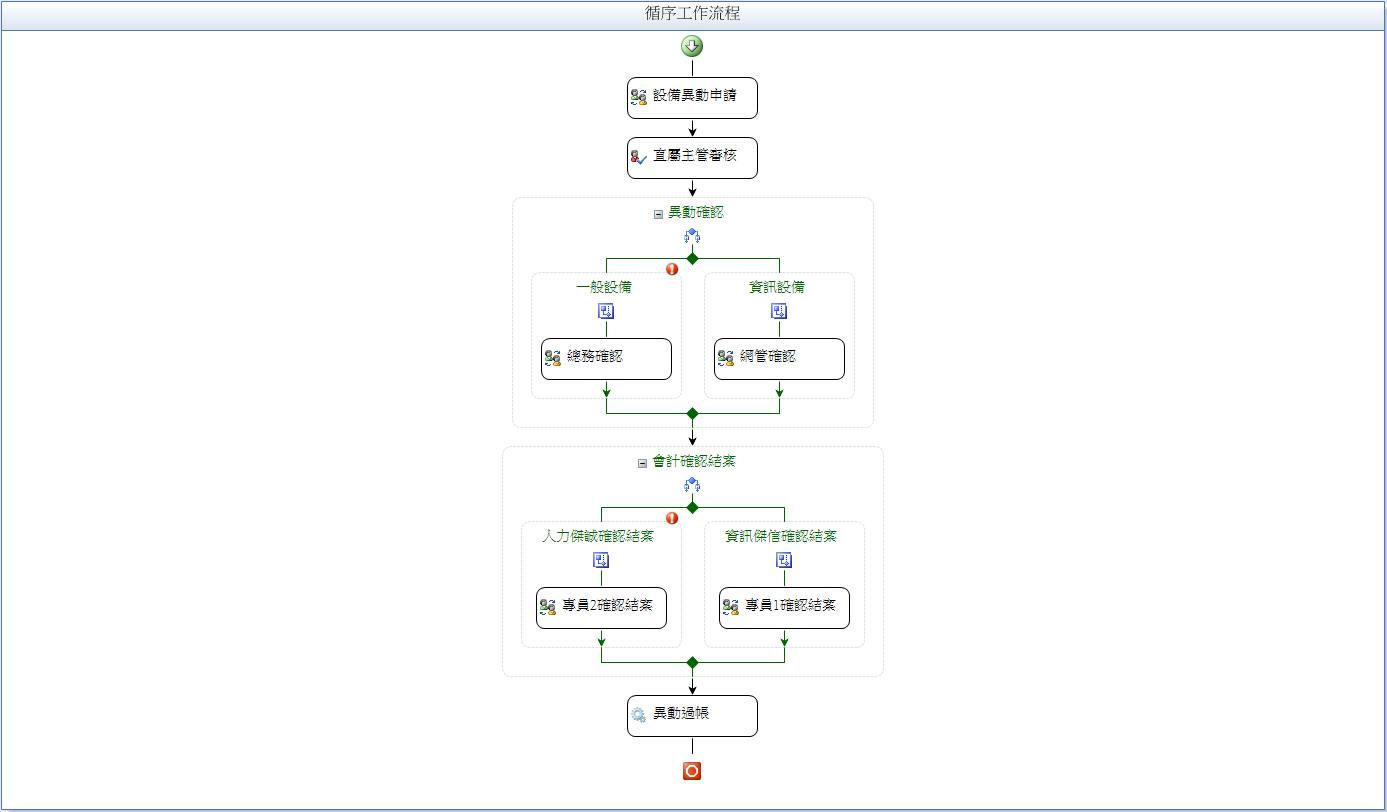 循序工作流程
設備異動申請
直屬主管審核
異動確認
一般設備
資訊設備
總務確認
網管確認
會計確認結案
人力傑誠確認結案
資訊傑信確認結案
專員2確認結案
專員1確認結案
異動過帳